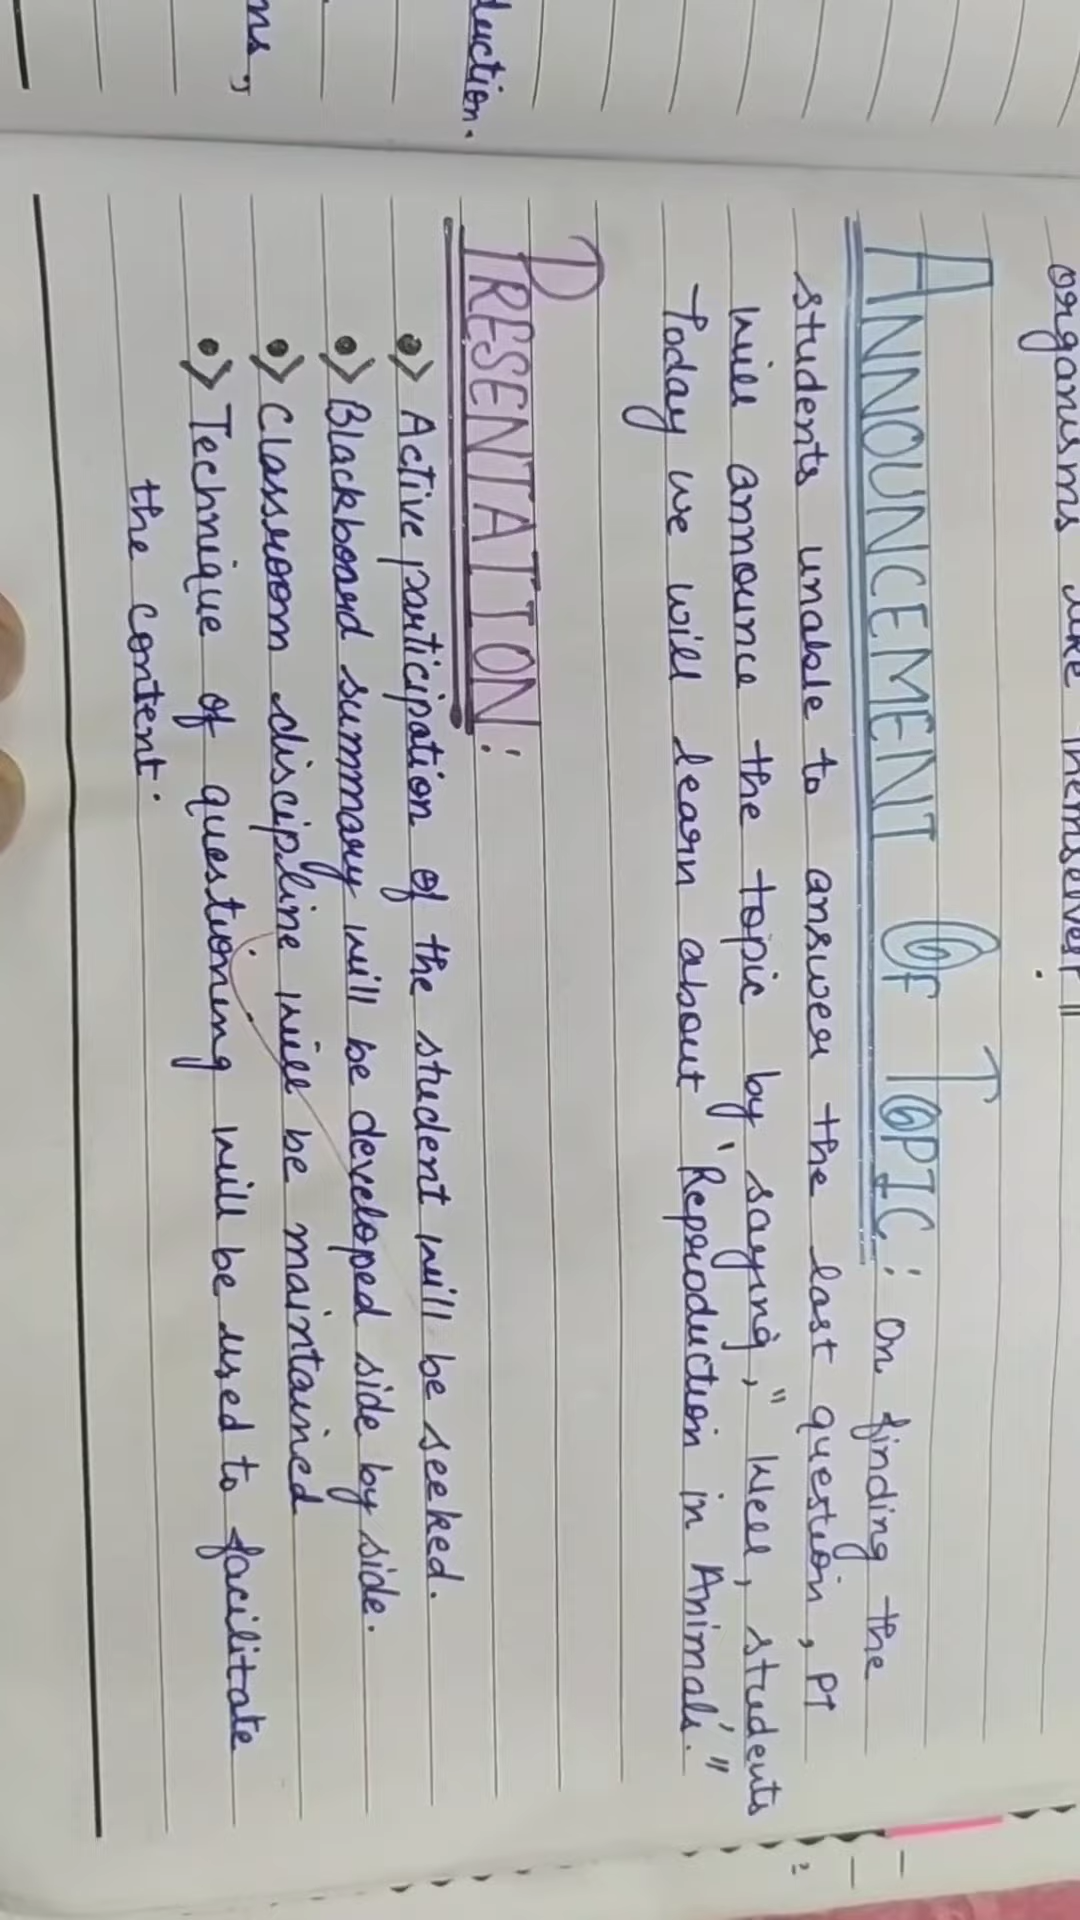 duction.
ns,
organisms like themselves?
ANNOUNCEMENT OF TOPIC: On finding the
students unable to answer the last question, PT
will announce the topic by saying," Well, students
Today we will learn about 'Reproduction in Animals.'"
PRESENTATION:
•> Active participation of the student will be seeked.
•> Blackboard summary will be developed side by side.
•> Classroom discipline will be maintained
•> Technique of questioning will be used to facilitate
the content.